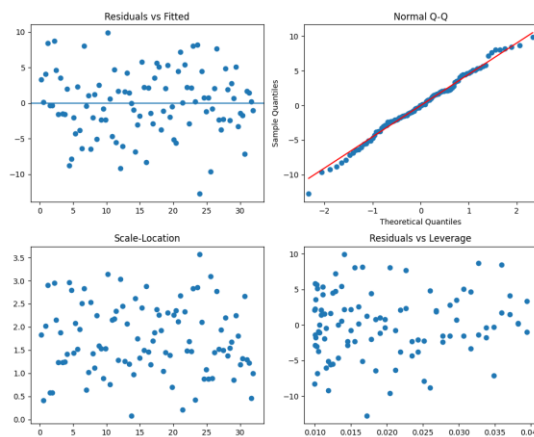 Residuals vs Fitted
10
5
0
−5
−10
0 5 10 15 20 25 30
Normal Q-Q
Sample Quantiles
10
5
0
−5
−10
−2 −1 0 1 2
Theoretical Quantiles
Scale-Location
3.5
3.0
2.5
2.0
1.5
1.0
0.5
0.0
0 5 10 15 20 25 30
Residuals vs Leverage
10
5
0
−5
−10
0.010 0.015 0.020 0.025 0.030 0.035 0.04